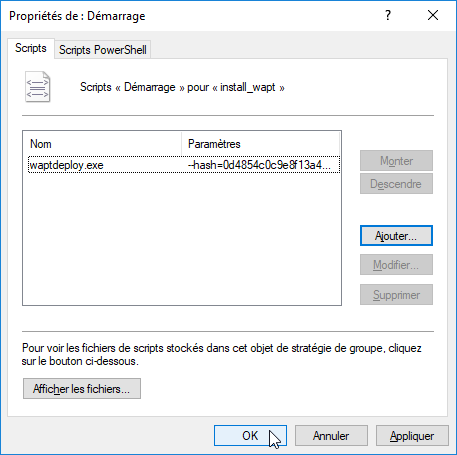 Propriétés de : Démarrage
Scripts
Scripts PowerShell
Scripts « Démarrage » pour « install_wapt »
Nom
Paramètres
waptdeploy.exe
--hash=0d4854c0c9e8f13a4...
Monter
Descendre
Ajouter...
Modifier...
Supprimer
Pour voir les fichiers de scripts stockés dans cet objet de stratégie de groupe, cliquez
sur le bouton ci-dessous.
Afficher les fichiers...
OK
Annuler
Appliquer